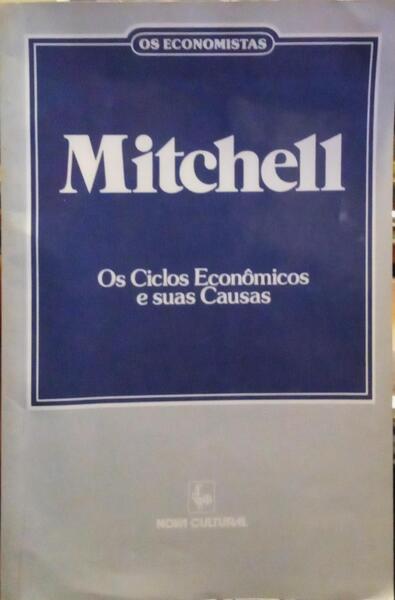 OS ECONOMISTAS
Mitchell
Os Ciclos Econômicos
e suas Causas
NOVA CULTURAL